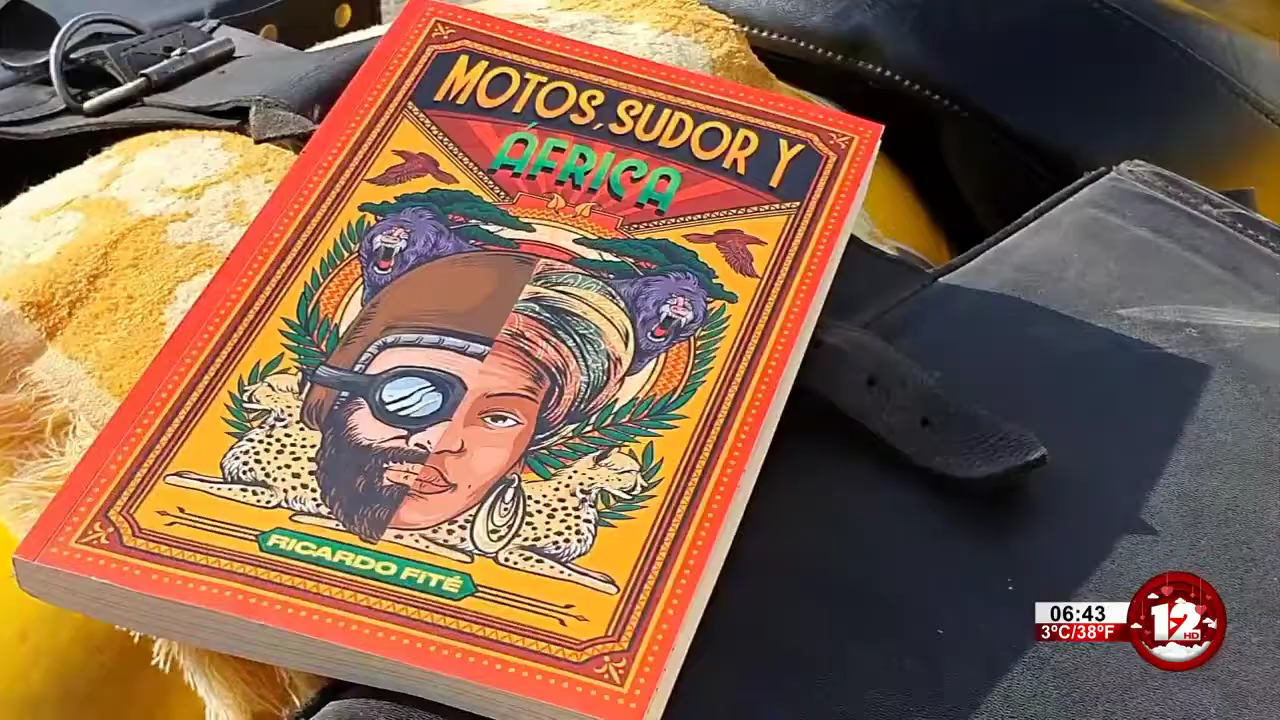 MOTOS, SUDOR Y
ÁFRICA
RICARDO FITÉ
06:43
3°C/38°F
12
HD